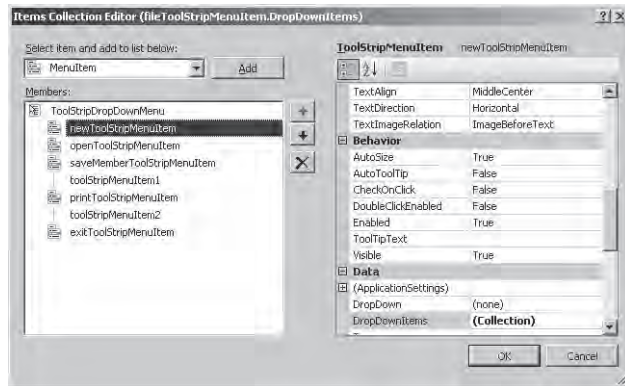 Items Collection Editor (fileToolStripMenuItem.DropDownItems)
Select item and add to list below:
MenuItem
Add
Members:
ToolStripDropDownMenu
newToolStripMenuItem
openToolStripMenuItem
saveMemberToolStripMenuItem
toolStripMenuItem1
printToolStripMenuItem
toolStripMenuItem2
exitToolStripMenuItem
ToolStripMenuItem newToolStripMenuItem
TextAlign MiddleCenter
TextDirection Horizontal
TextImageRelation ImageBeforeText
Behavior
AutoSize True
AutoToolTip False
CheckOnClick False
DoubleClickEnabled False
Enabled True
ToolTipText
Visible True
Data
(ApplicationSettings)
DropDown (none)
DropDownItems (Collection)
OK Cancel